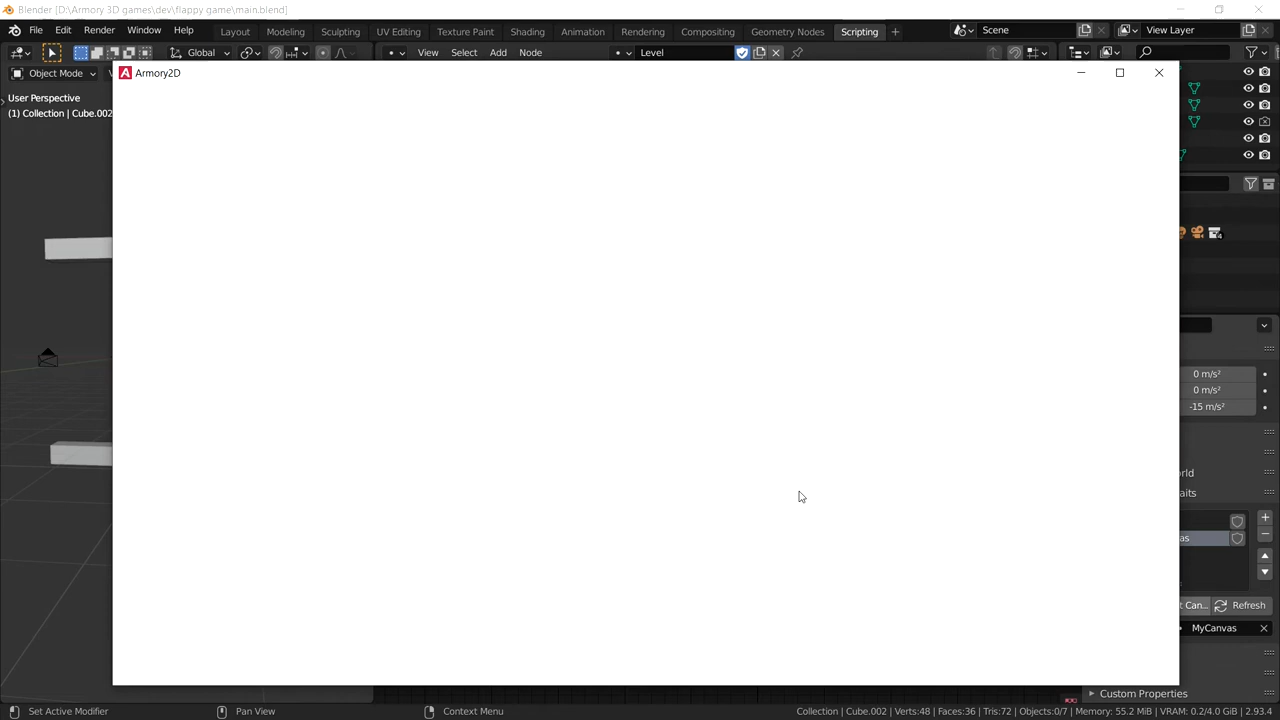 Blender [D:\Armory 3D games\dev\flappy game\main.blend]
File Edit Render Window Help
Layout Modeling Sculpting UV Editing Texture Paint Shading Animation Rendering Compositing Geometry Nodes Scripting +
Scene
View Layer
Global
View Select Add Node
Level
Object Mode
Armory2D
User Perspective
(1) Collection | Cube.002
0 m/s²
0 m/s²
-15 m/s²
Refresh
MyCanvas
Custom Properties
Set Active Modifier
Pan View
Context Menu
Collection | Cube.002 | Verts:48 | Faces:36 | Tris:72 | Objects:0/7 | Memory: 55.2 MiB | VRAM: 0.2/4.0 GiB | 2.93.4